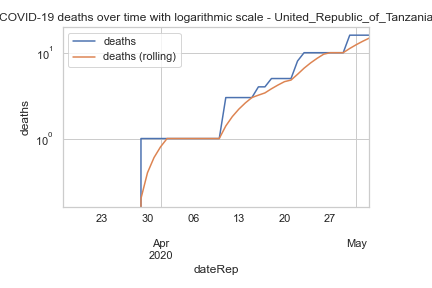 COVID-19 deaths over time with logarithmic scale - United_Republic_of_Tanzania
deaths
deaths (rolling)
10¹
10⁰
deaths
23
30
06
13
20
27
Apr
2020
May
dateRep